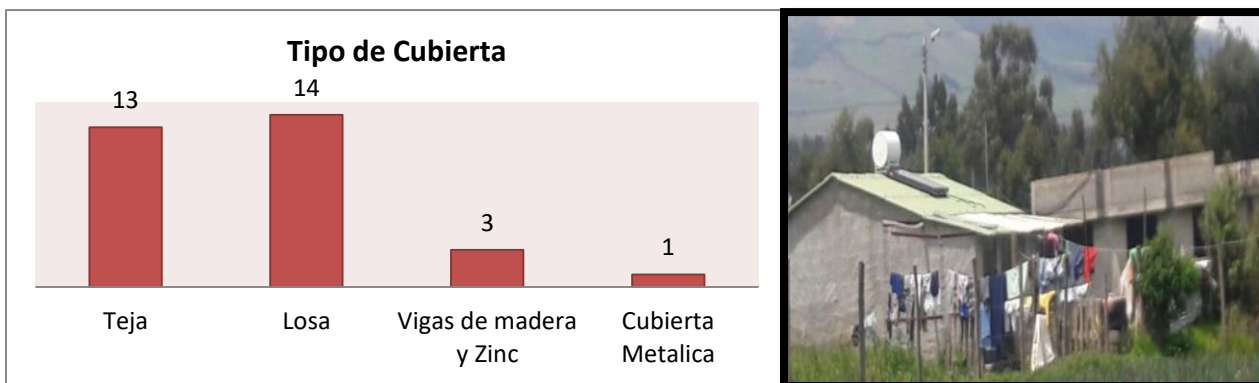 Tipo de Cubierta
13
14
3
1
Teja
Losa
Vigas de madera
y Zinc
Cubierta
Metalica